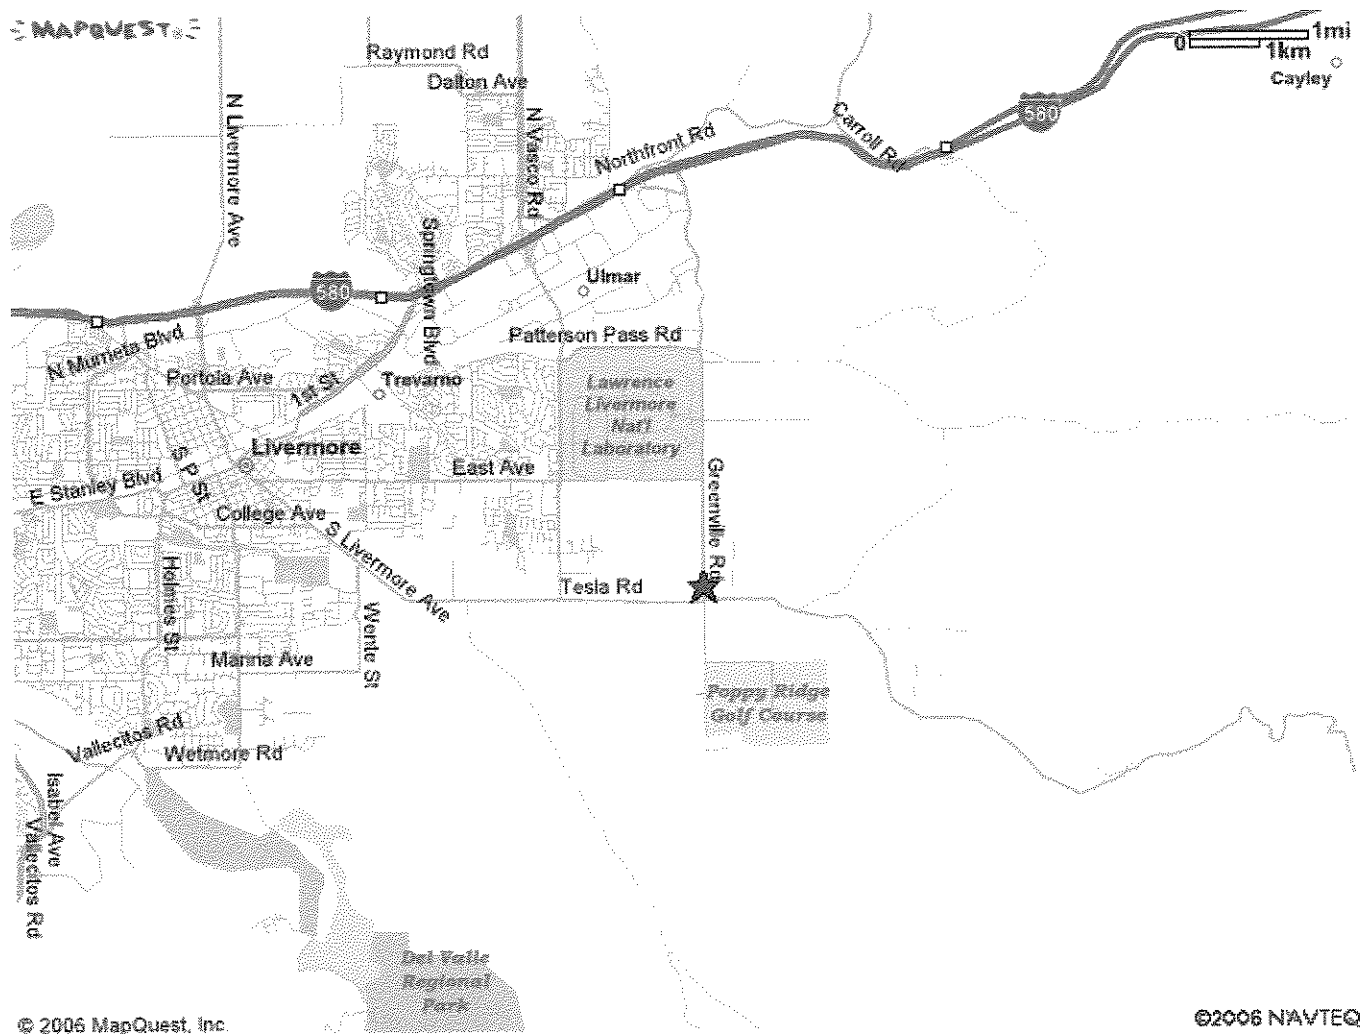 MAPQUEST
1mi
0
1km
Cayley
Raymond Rd
Dalton Ave
N Livermore Ave
N Vasco Rd
Northfront Rd
Carroll Rd
580
Springtown Blvd
Ulmar
580
N Murrieta Blvd
Patterson Pass Rd
Portola Ave
1st St
Trevarno
Lawrence
Livermore
Nat'l
Laboratory
Livermore
S P St
East Ave
E Stanley Blvd
Greenville Rd
College Ave
S Livermore Ave
Holmes St
Tesla Rd
Wente St
Marina Ave
Poppy Ridge
Golf Course
Vallecitos Rd
Wetmore Rd
Isabel Ave
Vallecitos Rd
Del Valle
Regional
Park
© 2006 MapQuest, Inc.
©2006 NAVTEQ